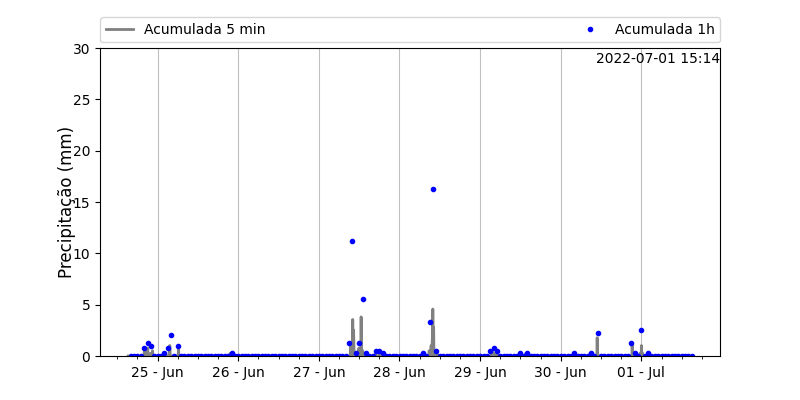 Acumulada 5 min
Acumulada 1h
2022-07-01 15:14
Precipitação (mm)
30
25
20
15
10
5
0
25 - Jun
26 - Jun
27 - Jun
28 - Jun
29 - Jun
30 - Jun
01 - Jul